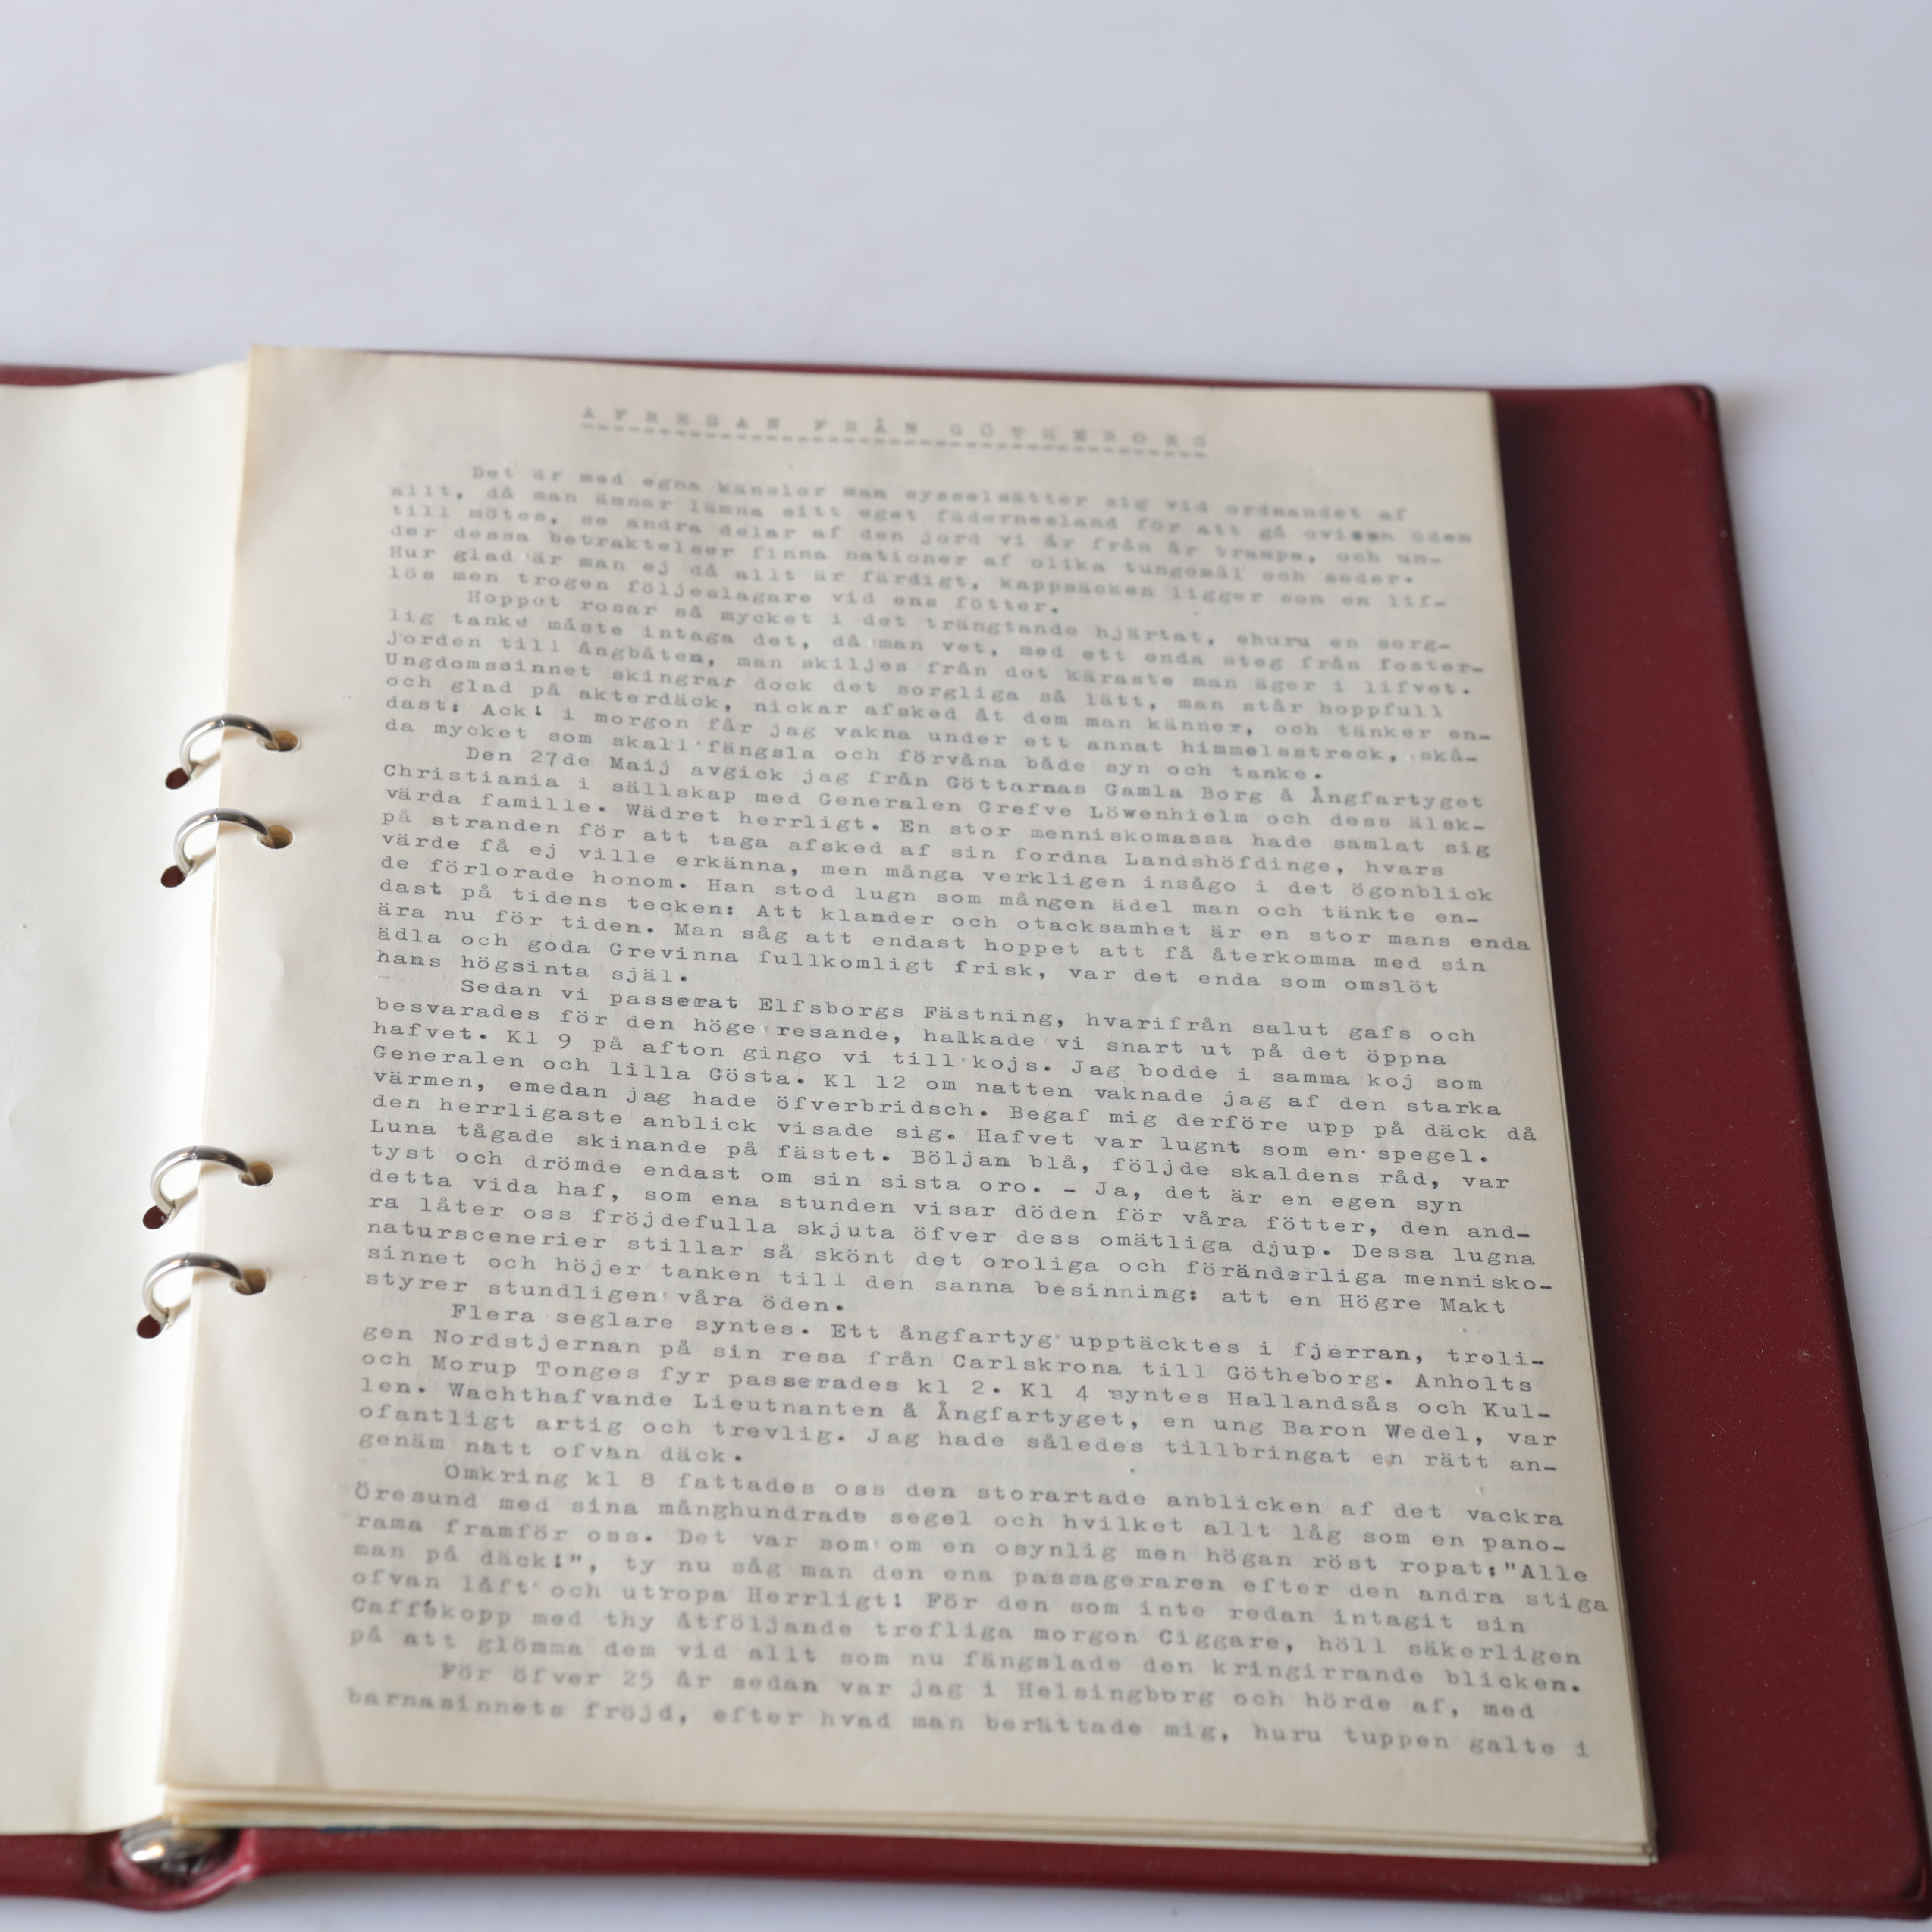 AFRESAN FRÅN GÖTHEBORG
Det är med egna känslor man sysselsätter sig vid ordnandet af
allt, då man ämnar lämna sitt eget fädernesland för att gå ovissa öden
till mötes, se andra delar af den jord vi år från år trampa, och un-
der dessa betraktelser finna nationer af olika tungomål och seder.
Hur glad är man ej då allt är färdigt, kappsäcken ligger som en lif-
lös men trogen följeslagare vid ens fötter.
Hoppet rosar så mycket i det trängtande hjärtat, ehuru en sorg-
lig tanke måste intaga det, då man vet, med ett enda steg från foster-
jorden till ångbåten, man skiljes från det käraste man äger i lifvet.
Ungdomssinnet skingrar dock det sorgliga så lätt, man står hoppfull
och glad på akterdäck, nickar afsked åt dem man känner, och tänker en-
dast: Ack! i morgon får jag vakna under ett annat himmelsstreck, skå-
da mycket som skall fängsla och förvåna både syn och tanke.
Den 27de Maij avgick jag från Göttarnas Gamla Borg å Ångfartyget
Christiania i sällskap med Generalen Grefve Löwenhielm och dess älsk-
värda famille. Wädret herrligt. En stor menniskomassa hade samlat sig
på stranden för att taga afsked af sin fordna Landshöfdinge, hvars
värde få ej ville erkänna, men många verkligen insågo i det ögonblick
de förlorade honom. Han stod lugn som mången ädel man och tänkte en-
dast på tidens tecken: Att klander och otacksamhet är en stor mans enda
ära nu för tiden. Man såg att endast hoppet att få återkomma med sin
ädla och goda Grevinna fullkomligt frisk, var det enda som omslöt
hans högsinta själ.
Sedan vi passerat Elfsborgs Fästning, hvarifrån salut gafs och
besvarades för den höge resande, halkade vi snart ut på det öppna
hafvet. Kl 9 på afton gingo vi till kojs. Jag bodde i samma koj som
Generalen och lilla Gösta. Kl 12 om natten vaknade jag af den starka
värmen, emedan jag hade öfverbridsch. Begaf mig derföre upp på däck då
den herrligaste anblick visade sig. Hafvet var lugnt som en spegel.
Luna tågade skinande på fästet. Böljan blå, följde skaldens råd, var
tyst och drömde endast om sin sista oro. - Ja, det är en egen syn
detta vida haf, som ena stunden visar döden för våra fötter, den and-
ra låter oss fröjdefulla skjuta öfver dess omätliga djup. Dessa lugna
naturscenerier stillar så skönt det oroliga och föränderliga mennisko-
sinnet och höjer tanken till den sanna besinning: att en Högre Makt
styrer stundligen våra öden.
Flera seglare syntes. Ett ångfartyg upptäcktes i fjerran, troli-
gen Nordstjernan på sin resa från Carlskrona till Götheborg. Anholts
och Morup Tonges fyr passerades kl 2. Kl 4 syntes Hallandsås och Kul-
len. Wachthafvande Lieutnanten å Ångfartyget, en ung Baron Wedel, var
ofantligt artig och trevlig. Jag hade således tillbringat en rätt an-
genäm natt ofvan däck.
Omkring kl 8 fattades oss den storartade anblicken af det vackra
Öresund med sina månghundrade segel och hvilket allt låg som en pano-
rama framför oss. Det var som om en osynlig men högan röst ropat:"Alle
man på däck!", ty nu såg man den ena passageraren efter den andra stiga
ofvan låft och utropa Herrligt! För den som inte redan intagit sin
Caffékopp med thy åtföljande trefliga morgon Ciggare, höll säkerligen
på att glömma dem vid allt som nu fängslade den kringirrande blicken.
För öfver 25 år sedan var jag i Helsingborg och hörde af, med
barnasinnets fröjd, efter hvad man berättade mig, huru tuppen galte i